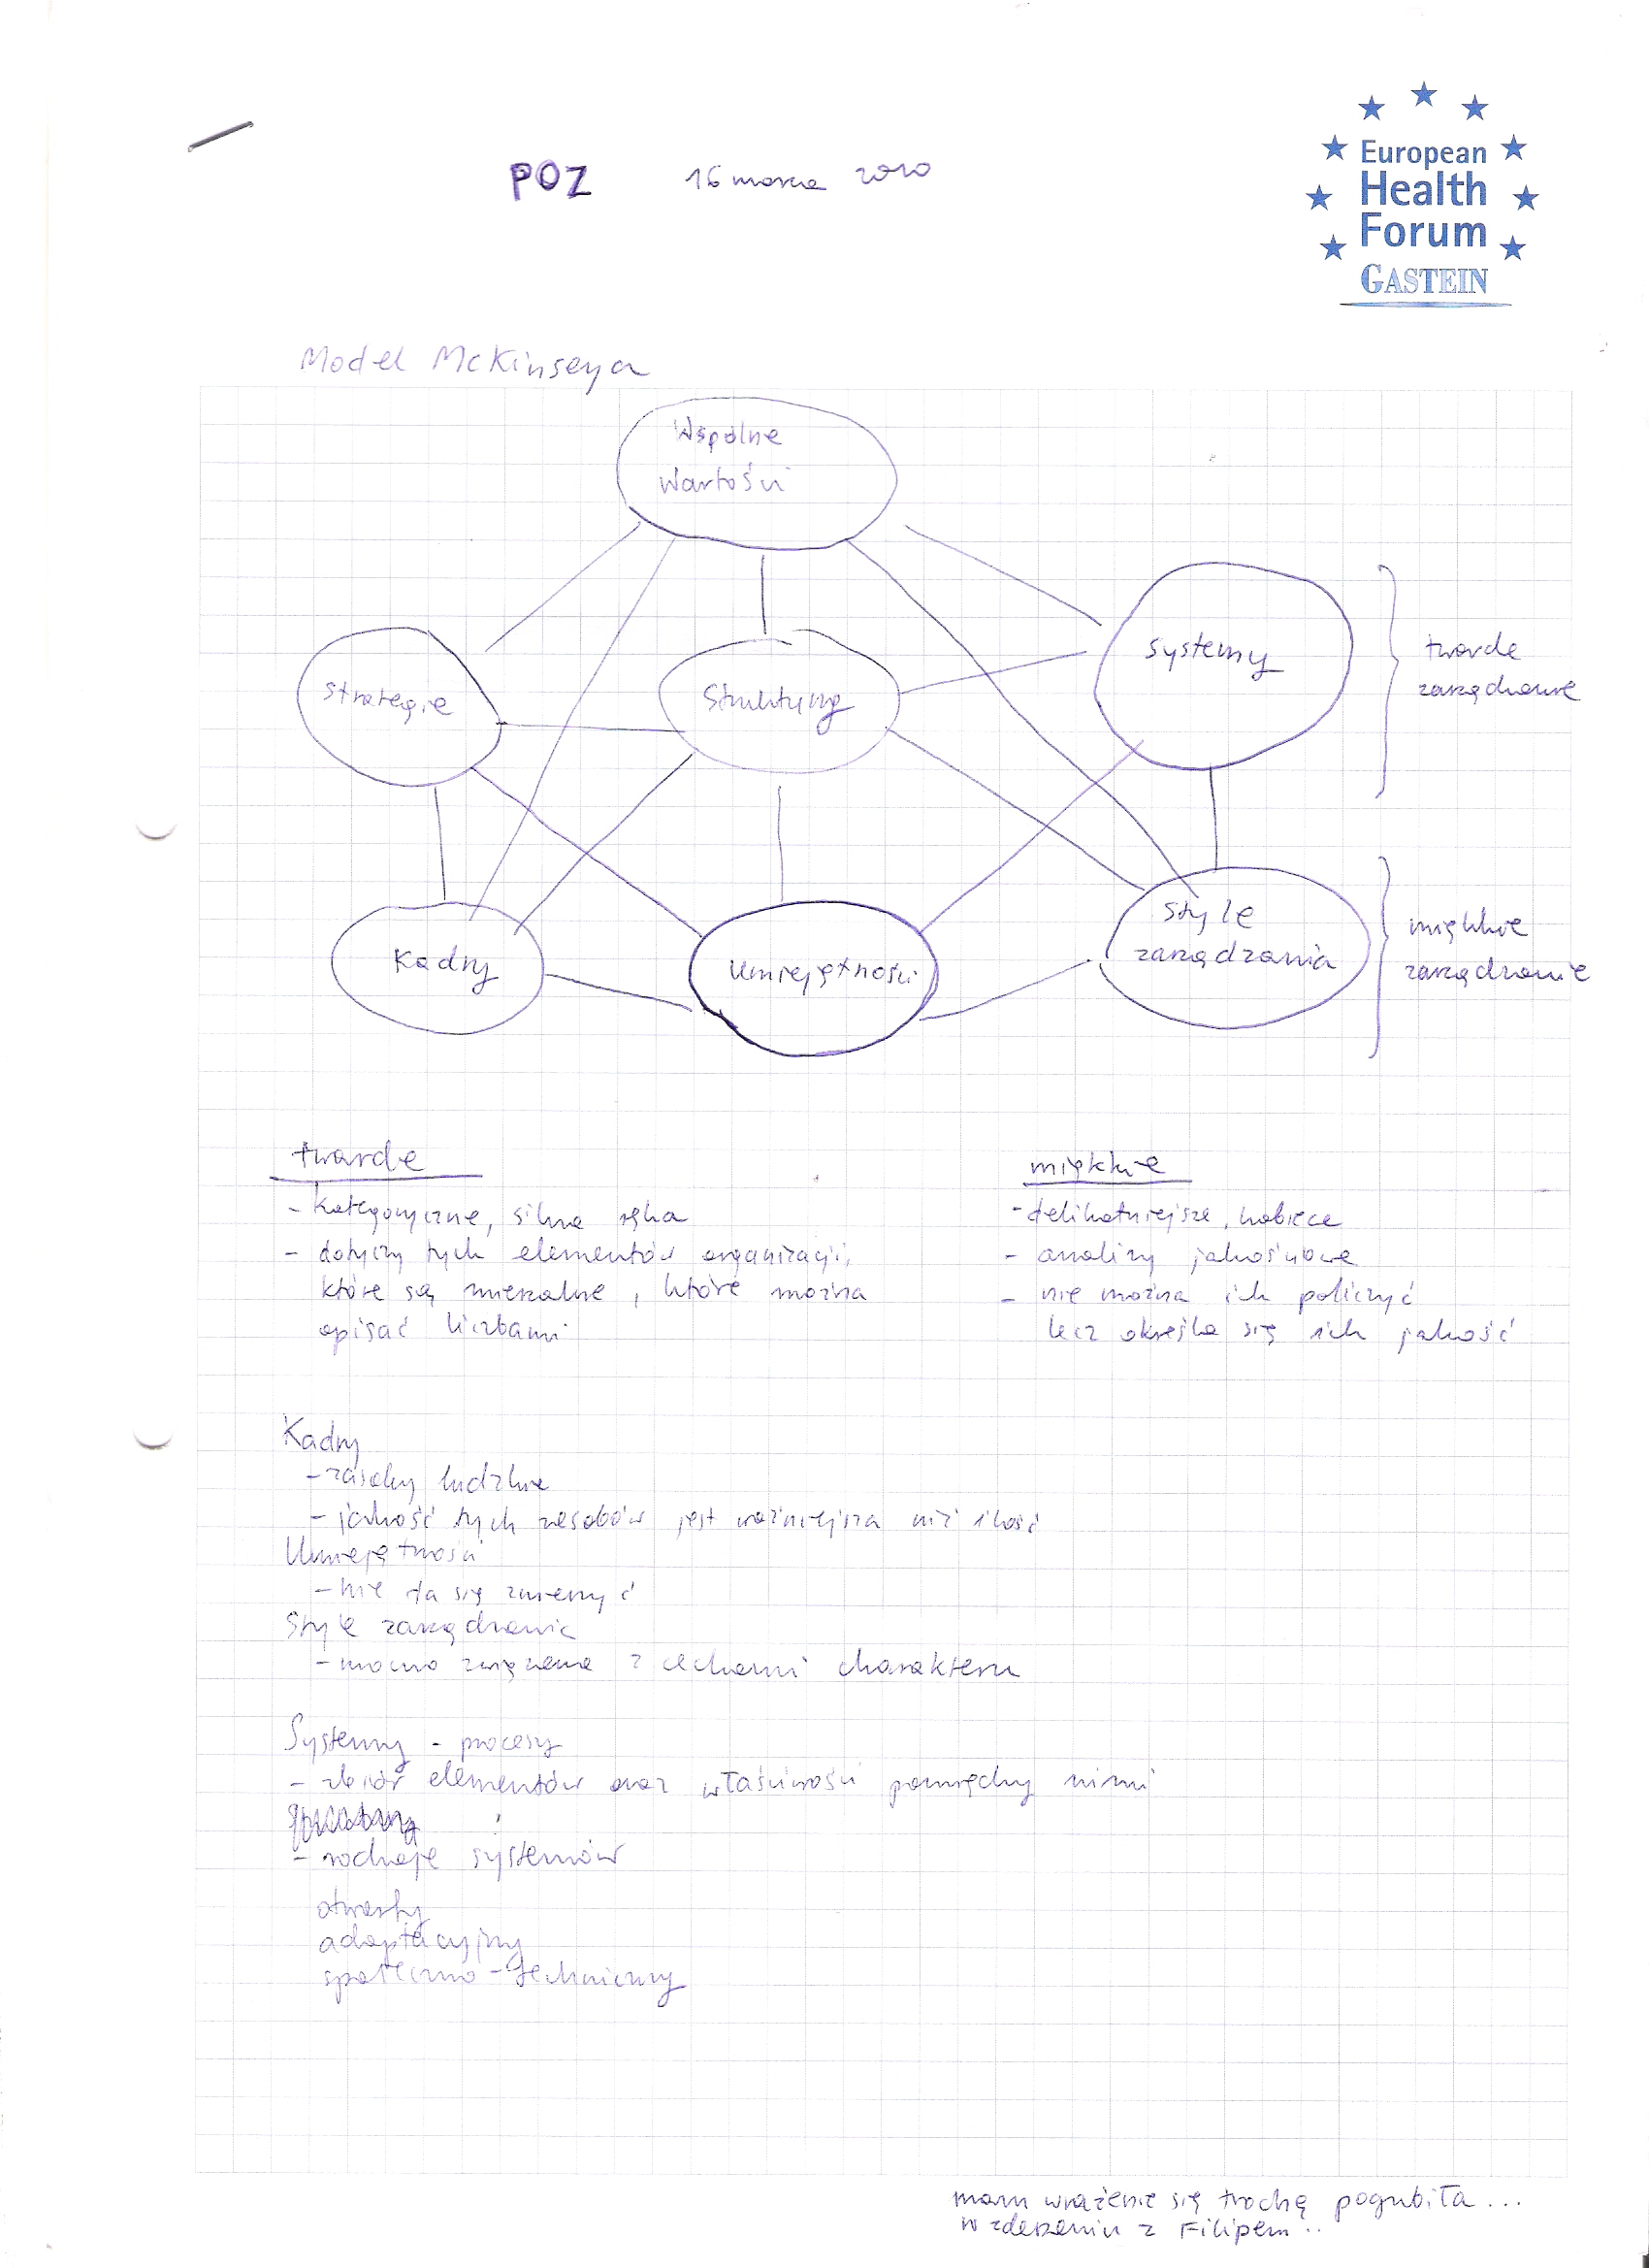 POZ 16 marca 2010
European
Health
Forum
GASTEIN
Model McKinseya
Wspólne
wartości
Strategie
Struktury
Systemy
twarde
zarządzanie
Kadry
Umiejętności
Style
zarządzania
miękkie
zarządzanie
twarde
- kategoryczne, silna ręka
- dotyczy tych elementów organizacji,
które są mierzalne, które można
opisać liczbami
miękkie
- delikatniejsze, kobiece
- analizy jakościowe
- nie można ich policzyć
lecz określa się ich jakość
Kadry
- zasoby ludzkie
- jakość tych zasobów jest ważniejsza niż ilość
Umiejętności
- nie da się zmierzyć
Style zarządzania
- mocno związane z cechami charakteru
Systemy - procesy
- zbiór elementów oraz właściwości pomiędzy nimi
- rodzaje systemów
otwarty
adaptacyjny
społeczno-techniczny
mam wrażenie się trochę pogubiła...
w zderzeniu z Filipem..